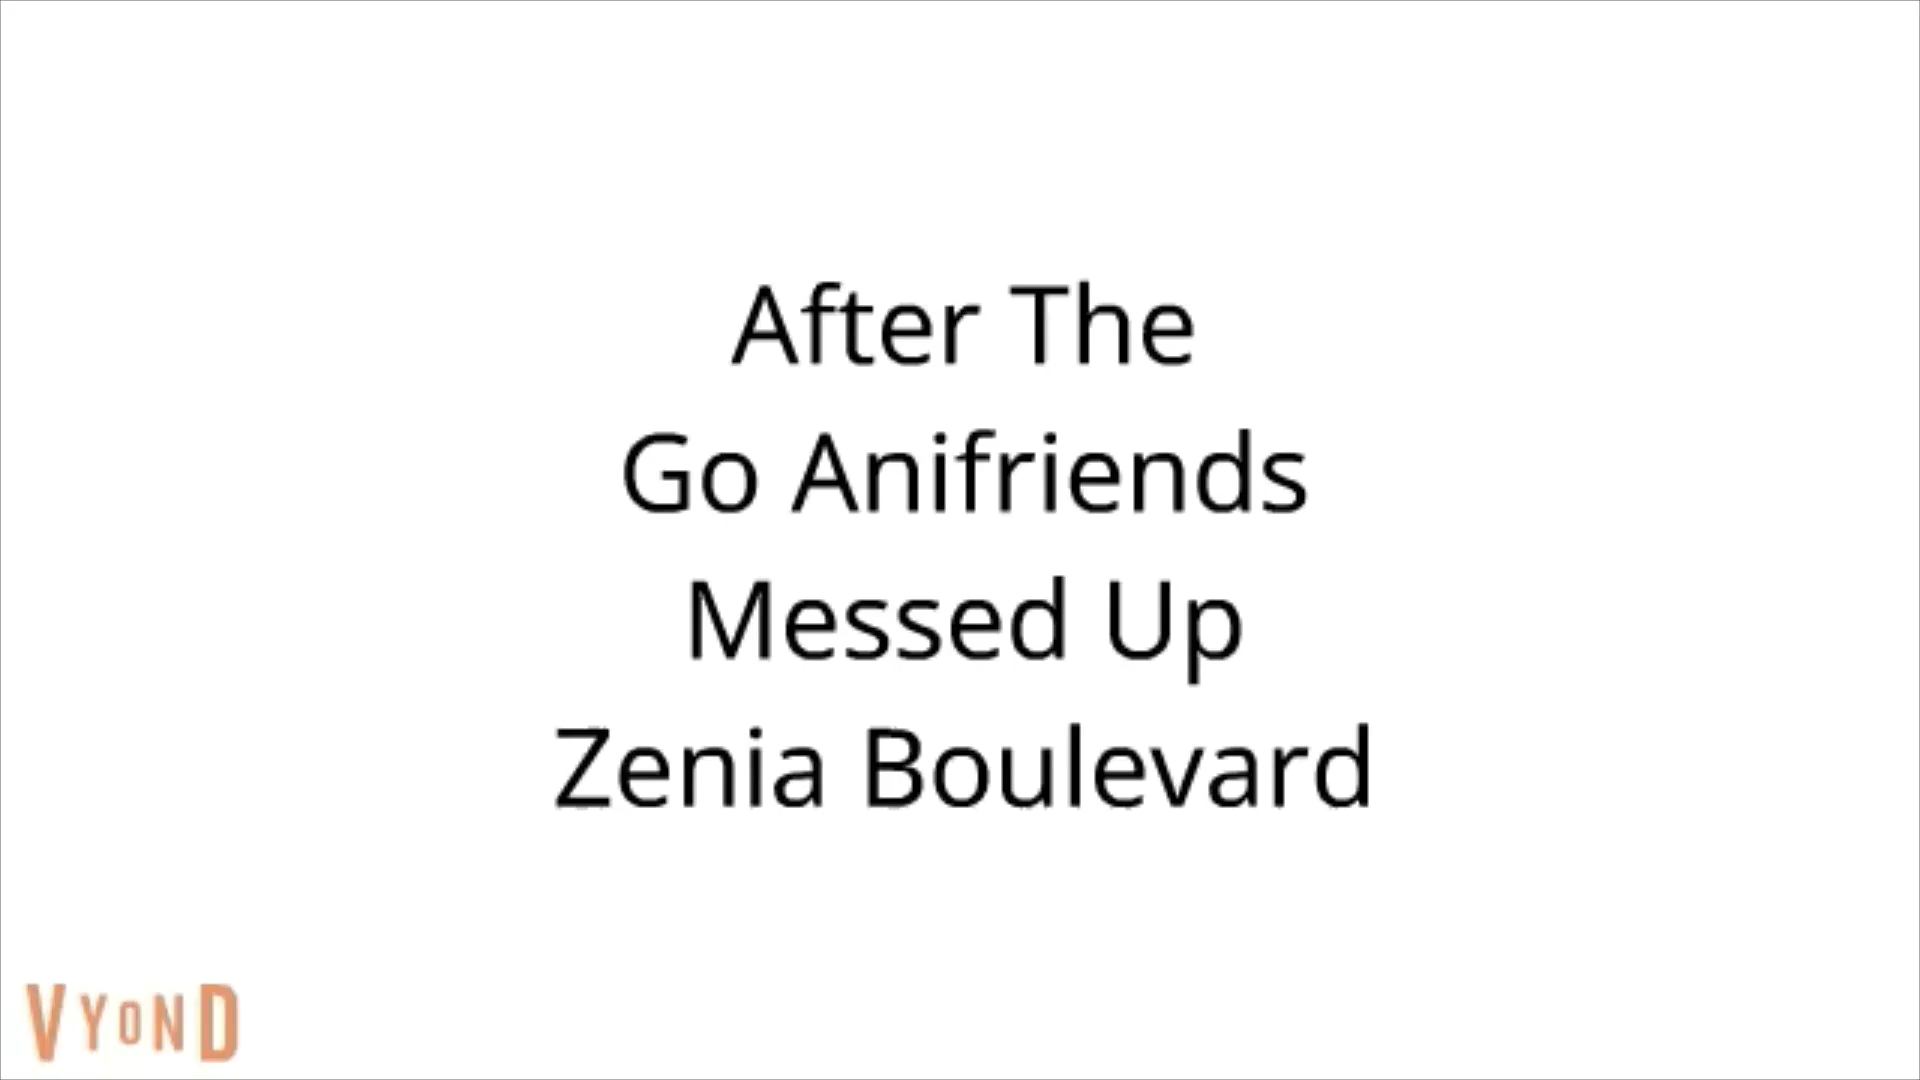 After The
Go Anifriends
Messed Up
Zenia Boulevard
VYOND